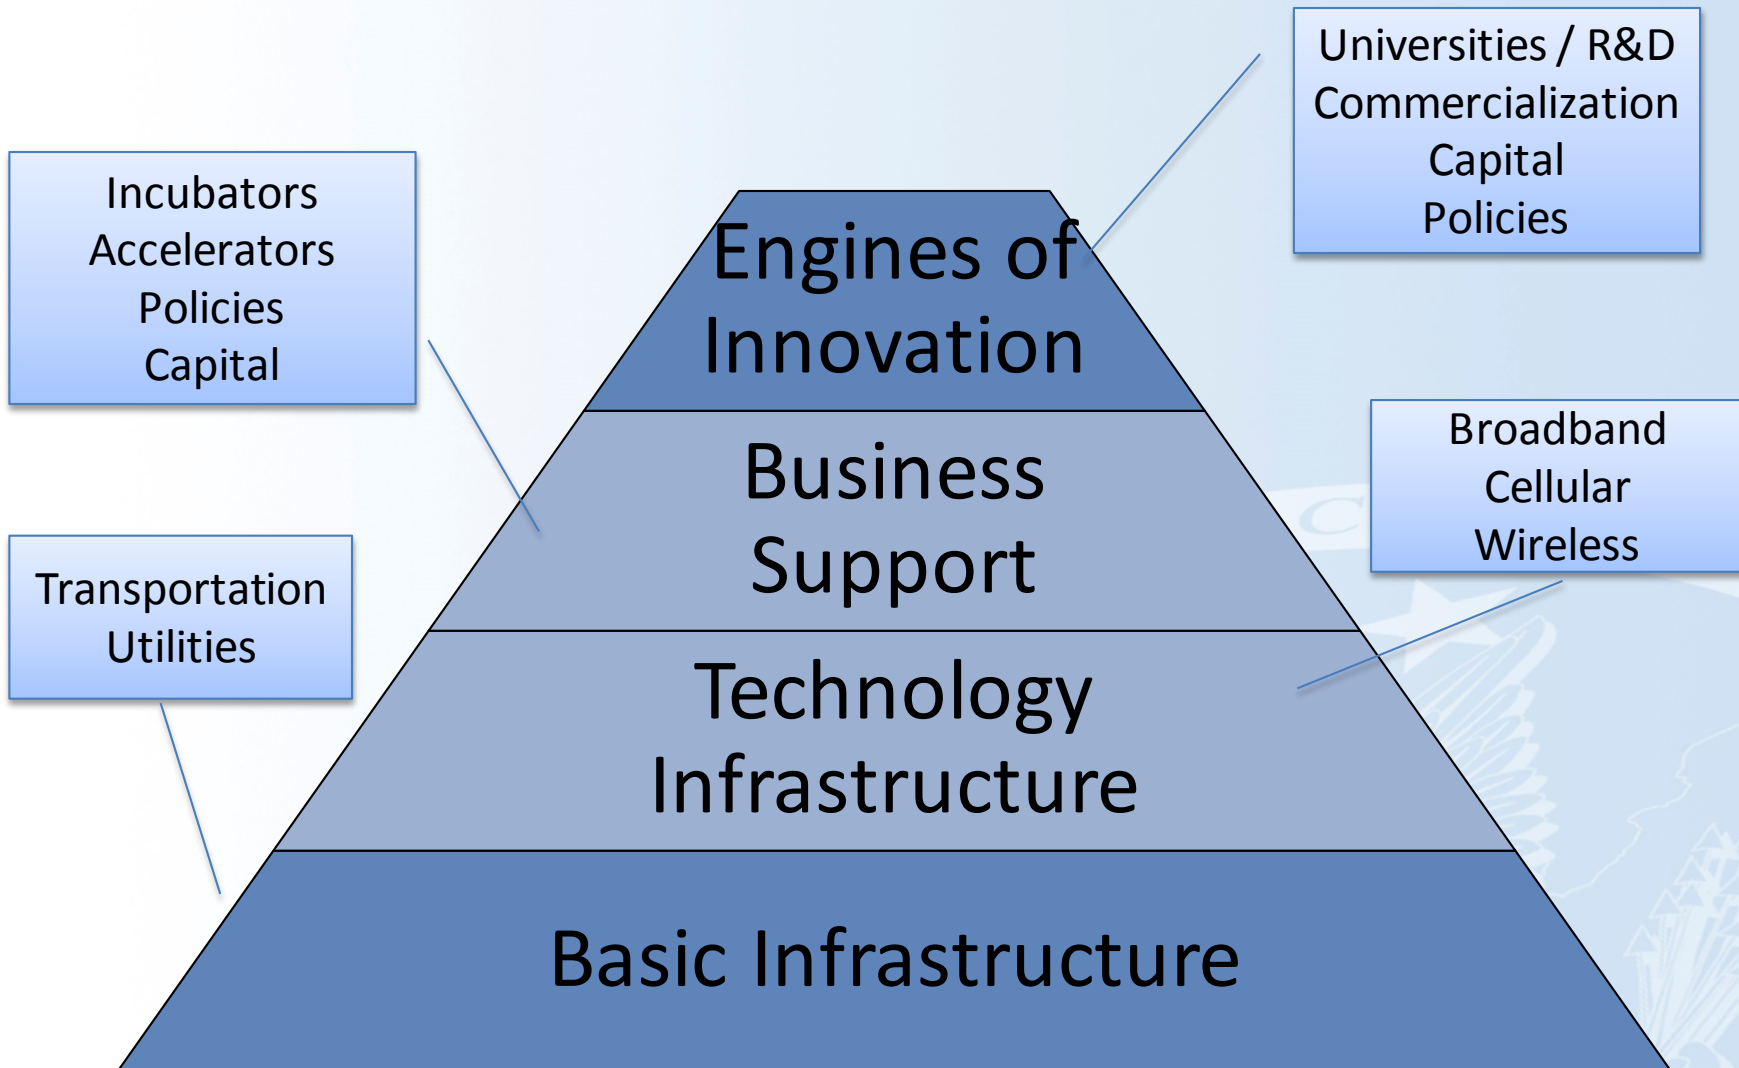 Universities / R&D
Commercialization
Capital
Policies
Incubators
Accelerators
Policies
Capital
Engines of
Innovation
Business
Support
Broadband
Cellular
Wireless
Transportation
Utilities
Technology
Infrastructure
Basic Infrastructure
C